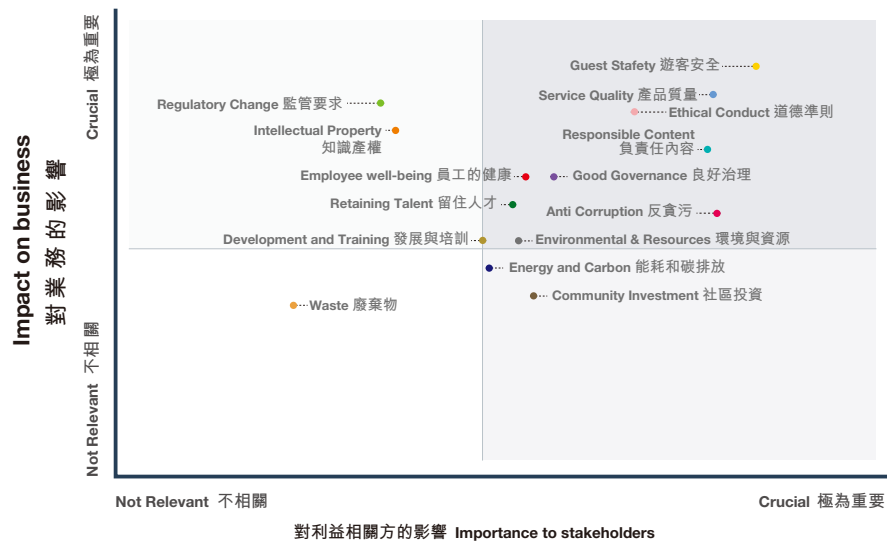 Impact on business
對業務的影響
Crucial 極為重要
Not Relevant 不相關
Guest Stafety 遊客安全
Service Quality 產品質量
Regulatory Change 監管要求
Ethical Conduct 道德準則
Intellectual Property
知識產權
Responsible Content
負責任內容
Employee well-being 員工的健康
Good Governance 良好治理
Retaining Talent 留住人才
Anti Corruption 反貪污
Development and Training 發展與培訓
Environmental & Resources 環境與資源
Energy and Carbon 能耗和碳排放
Community Investment 社區投資
Waste 廢棄物
Not Relevant 不相關
Crucial 極為重要
對利益相關方的影響 Importance to stakeholders